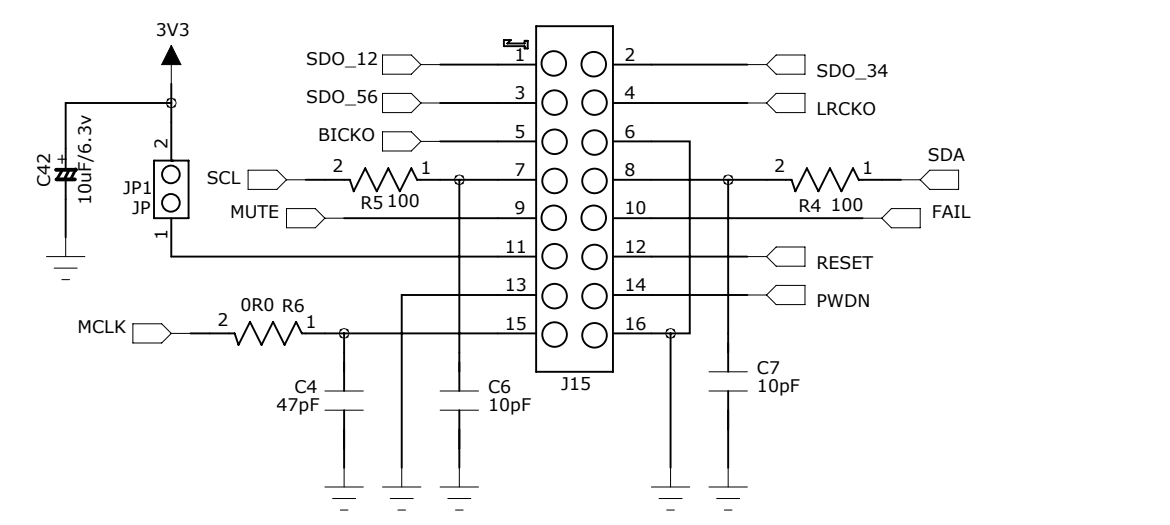 3V3
SDO_12
1
2
SDO_34
SDO_56
3
4
LRCKO
BICKO
5
6
C42
+
10uF/6.3v
2
JP1
JP
1
SCL
2
1
R5 100
7
8
2
1
R4 100
SDA
MUTE
9
10
FAIL
11
12
RESET
13
14
PWDN
MCLK
2
0R0 R6
1
15
16
J15
C4
47pF
C6
10pF
C7
10pF